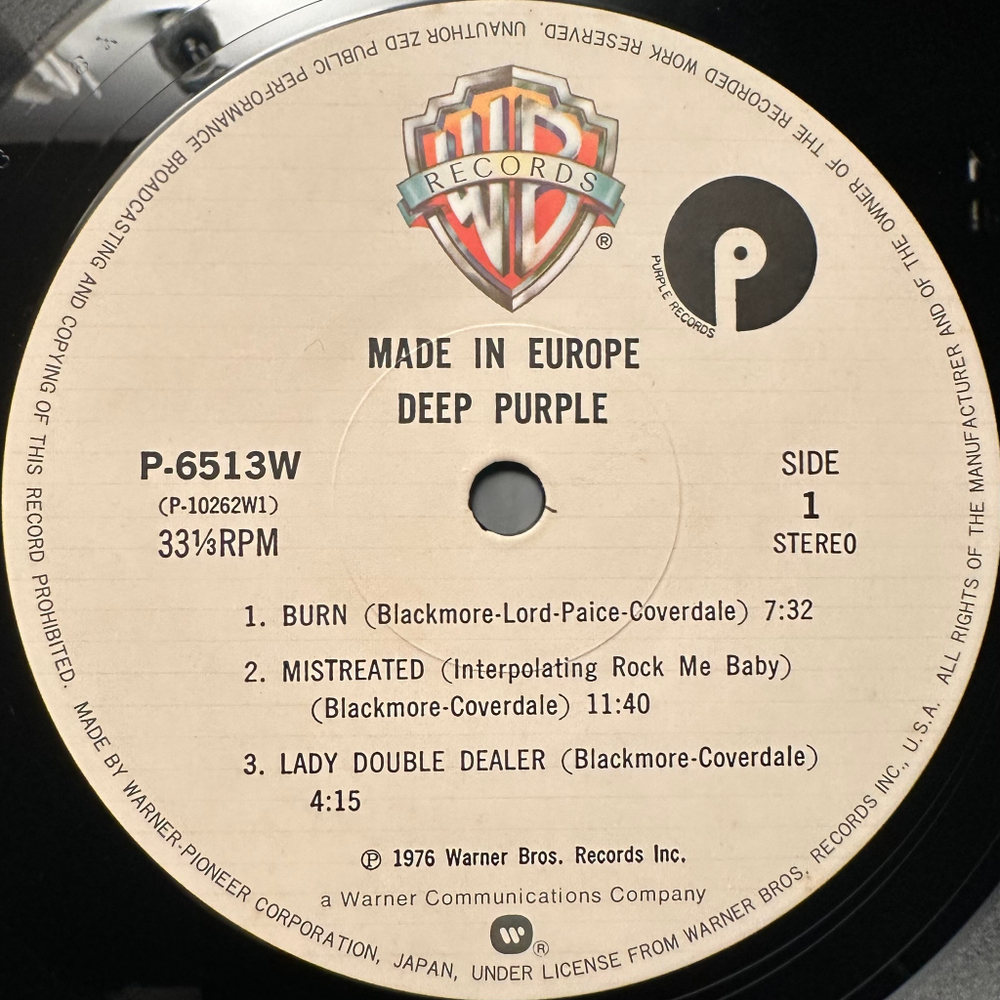 WB
RECORDS
®
P
PURPLE RECORDS
MADE IN EUROPE
DEEP PURPLE
P-6513W
(P-10262W1)
33⅓RPM
SIDE
1
STEREO
1. BURN (Blackmore-Lord-Paice-Coverdale) 7:32
2. MISTREATED (Interpolating Rock Me Baby)
(Blackmore-Coverdale) 11:40
3. LADY DOUBLE DEALER (Blackmore-Coverdale)
4:15
℗ 1976 Warner Bros. Records Inc.
a Warner Communications Company
W®
MADE BY WARNER-PIONEER CORPORATION, JAPAN, UNDER LICENSE FROM WARNER BROS. RECORDS INC., U.S.A. ALL RIGHTS OF THE MANUFACTURER AND OF THE OWNER OF THE RECORDED WORK RESERVED. UNAUTHOR ZED PUBLIC PERFORMANCE BROADCASTING AND COPYING OF THIS RECORD PROHIBITED.